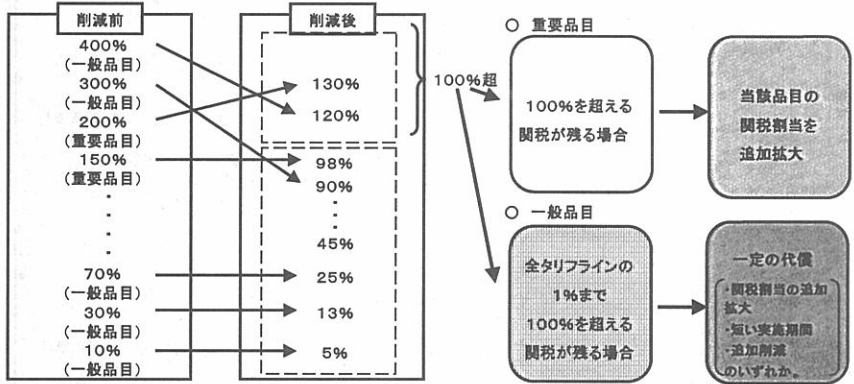 削減前
400%
(一般品目)
300%
(一般品目)
200%
(重要品目)
150%
(重要品目)
・
・
・
・
70%
(一般品目)
30%
(一般品目)
10%
(一般品目)
削減後
130%
120%
98%
90%
・
・
・
45%
25%
13%
5%
100%超
○ 重要品目
100%を超える
関税が残る場合
当該品目の
関税割当を
追加拡大
○ 一般品目
全タリフラインの
1%まで
100%を超える
関税が残る場合
一定の代償
・関税割当の追加
拡大
・短い実施期間
・追加削減
のいずれか。